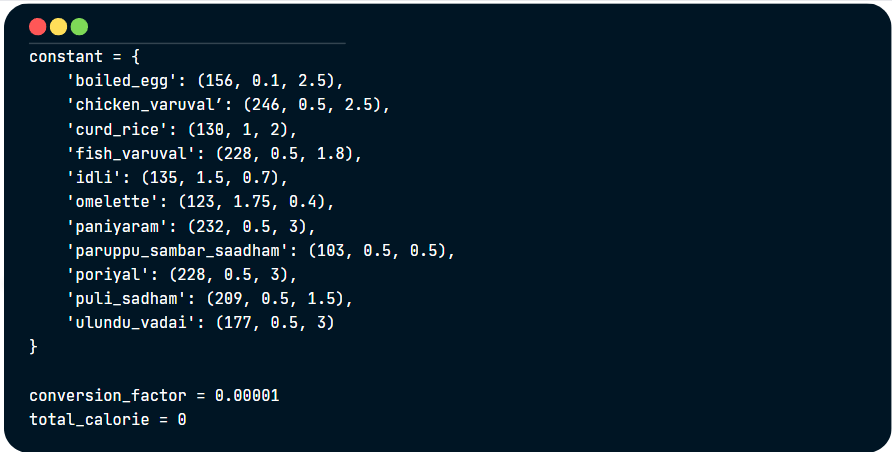 constant = {
    'boiled_egg': (156, 0.1, 2.5),
    'chicken_varuval’: (246, 0.5, 2.5),
    'curd_rice': (130, 1, 2),
    'fish_varuval': (228, 0.5, 1.8),
    'idli': (135, 1.5, 0.7),
    'omelette': (123, 1.75, 0.4),
    'paniyaram': (232, 0.5, 3),
    'paruppu_sambar_saadham': (103, 0.5, 0.5),
    'poriyal': (228, 0.5, 3),
    'puli_sadham': (209, 0.5, 1.5),
    'ulundu_vadai': (177, 0.5, 3)
}
conversion_factor = 0.00001
total_calorie = 0